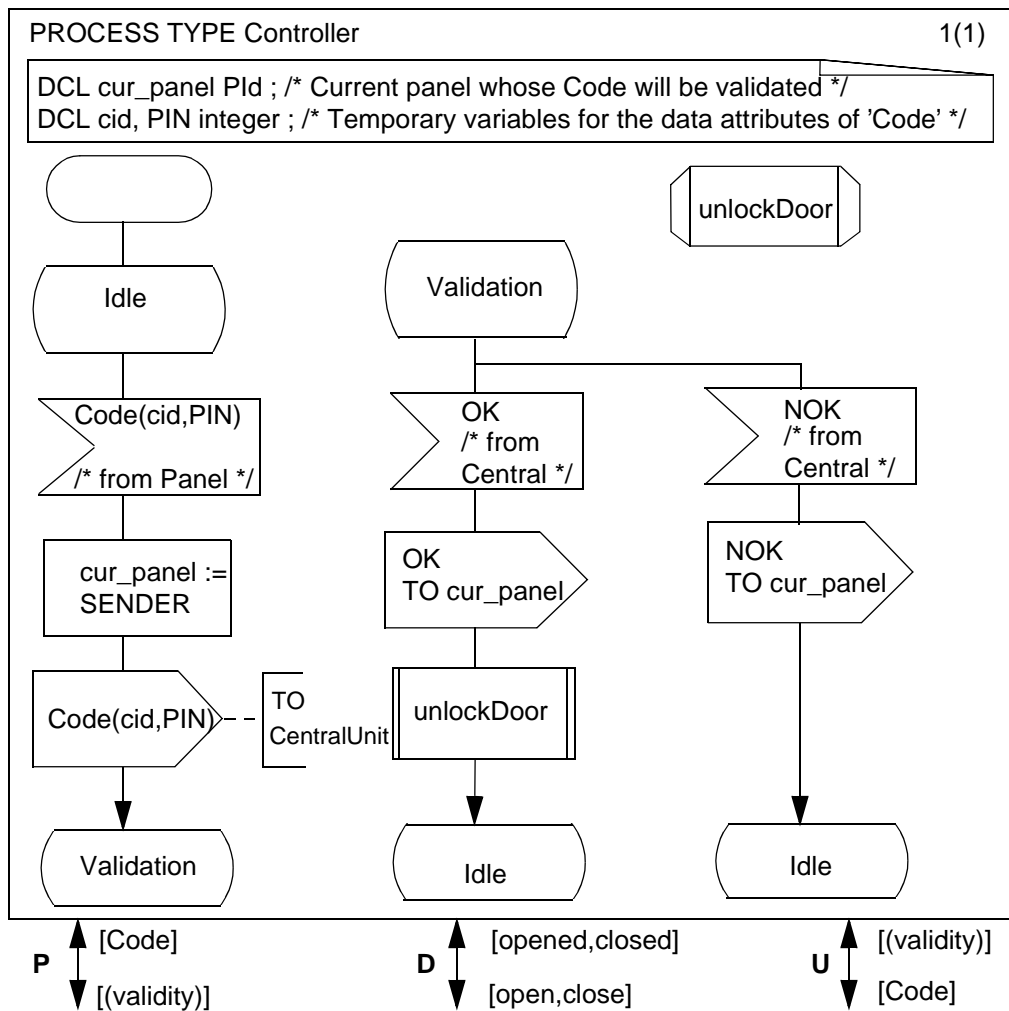 PROCESS TYPE Controller 1(1)
DCL cur_panel PId ; /* Current panel whose Code will be validated */
DCL cid, PIN integer ; /* Temporary variables for the data attributes of ’Code’ */
unlockDoor
Idle
Code(cid,PIN)
/* from Panel */
cur_panel :=
SENDER
Code(cid,PIN)
TO
CentralUnit
Validation
Validation
OK
/* from
Central */
OK
TO cur_panel
unlockDoor
Idle
NOK
/* from
Central */
NOK
TO cur_panel
Idle
P
[Code]
[(validity)]
D
[opened,closed]
[open,close]
U
[(validity)]
[Code]